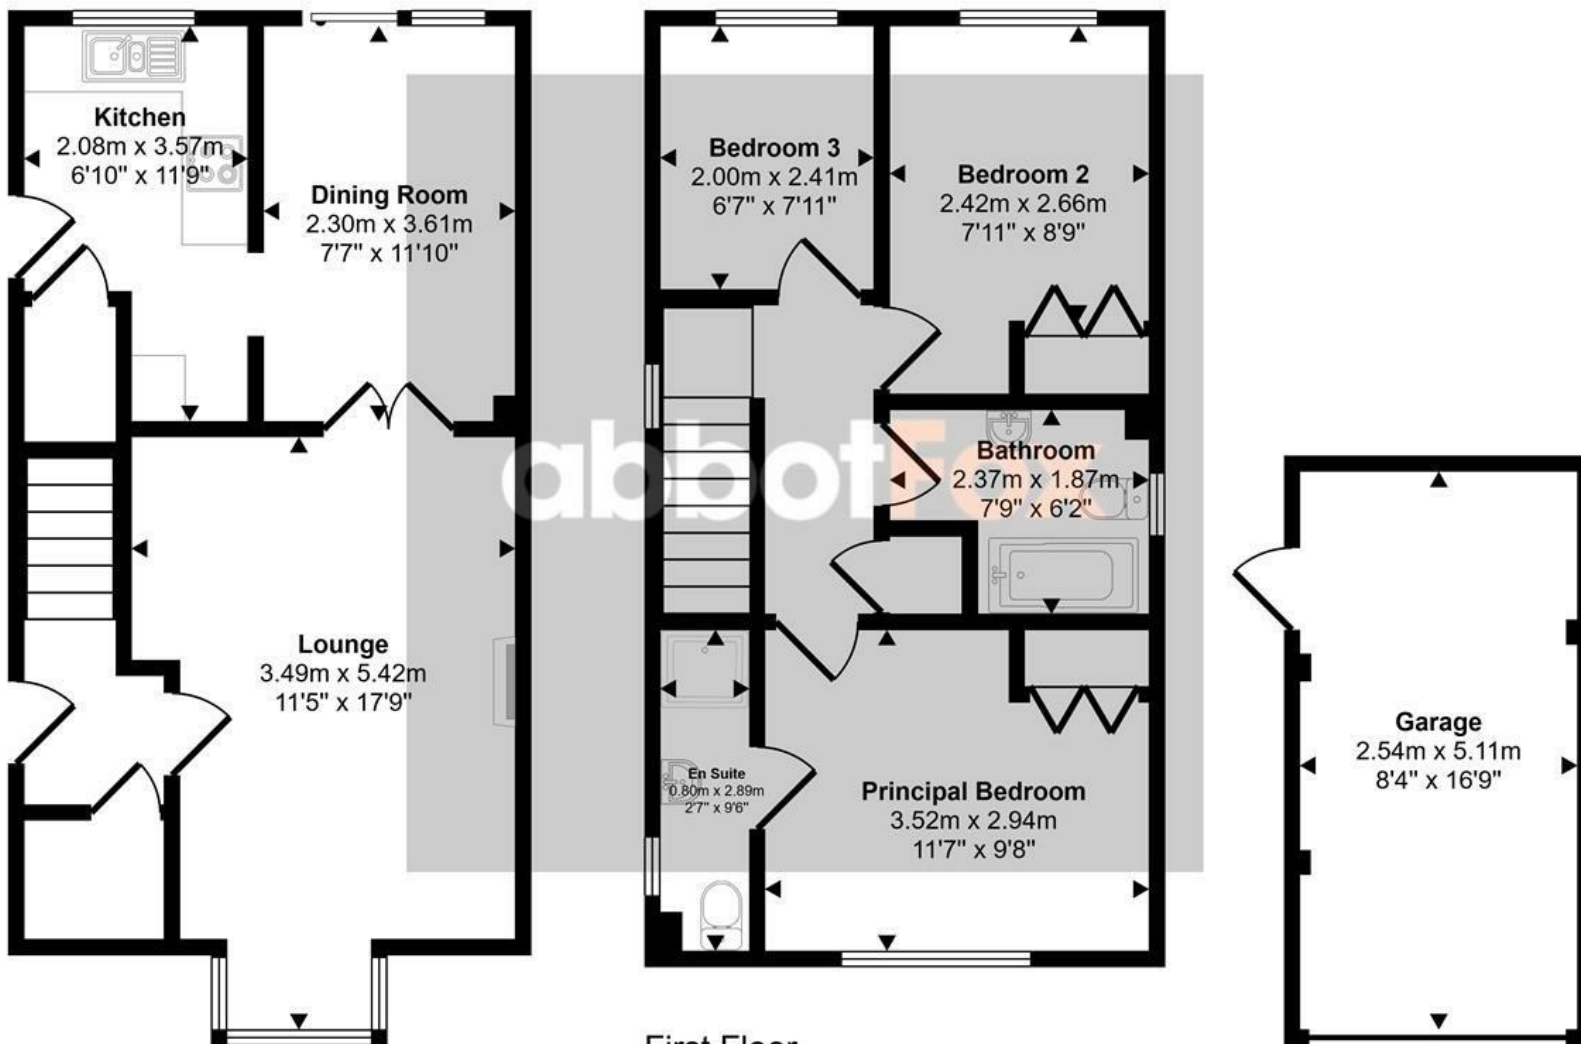 Kitchen
2.08m x 3.57m
6'10" x 11'9"
Dining Room
2.30m x 3.61m
7'7" x 11'10"
Lounge
3.49m x 5.42m
11'5" x 17'9"
Bedroom 3
2.00m x 2.41m
6'7" x 7'11"
Bedroom 2
2.42m x 2.66m
7'11" x 8'9"
abbotFox
Bathroom
2.37m x 1.87m
7'9" x 6'2"
En Suite
0.80m x 2.89m
2'7" x 9'6"
Principal Bedroom
3.52m x 2.94m
11'7" x 9'8"
Garage
2.54m x 5.11m
8'4" x 16'9"
First Floor